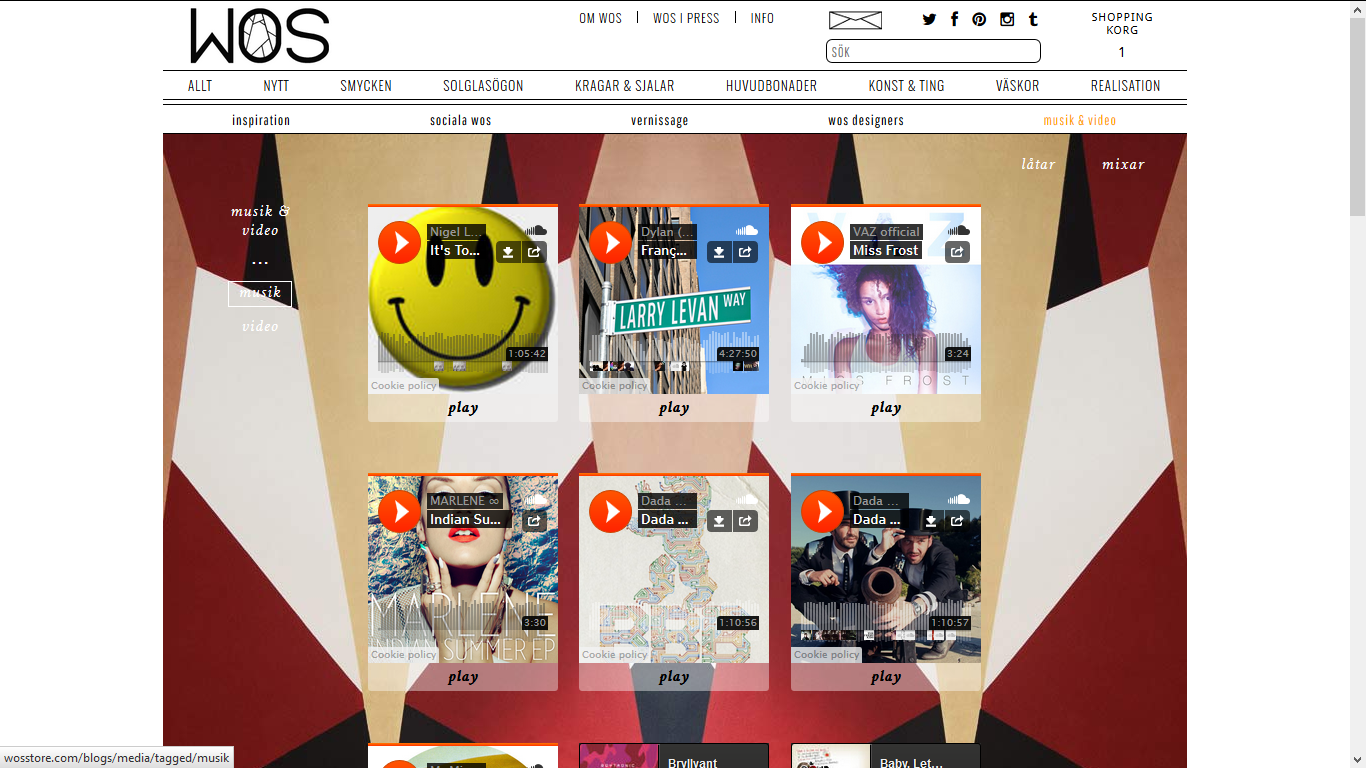 WOS
OM WOS
WOS I PRESS
INFO
SHOPPING
KORG
1
SÖK
ALLT
NYTT
SMYCKEN
SOLGLASÖGON
KRAGAR & SJALAR
HUVUDBONADER
KONST & TING
VÄSKOR
REALISATION
inspiration
sociala wos
vernissage
wos designers
musik & video
låtar
mixar
musik &
video
...
musik
video
Nigel L...
It's To...
1:05:42
Cookie policy
play
Dylan (...
Franç...
LARRY LEVAN WAY
4:27:50
Cookie policy
play
VAZ
VAZ official
Miss Frost
3:24
MISS FROST
Cookie policy
play
MARLENE ∞
Indian Su...
MARLENE
3:30
INDIAN SUMMER EP
Cookie policy
play
Dada ...
Dada ...
BBB
1:10:56
Cookie policy
play
Dada ...
Dada ...
1:10:57
Cookie policy
play
Bryllyant
Baby, Let...
wosstore.com/blogs/media/tagged/musik